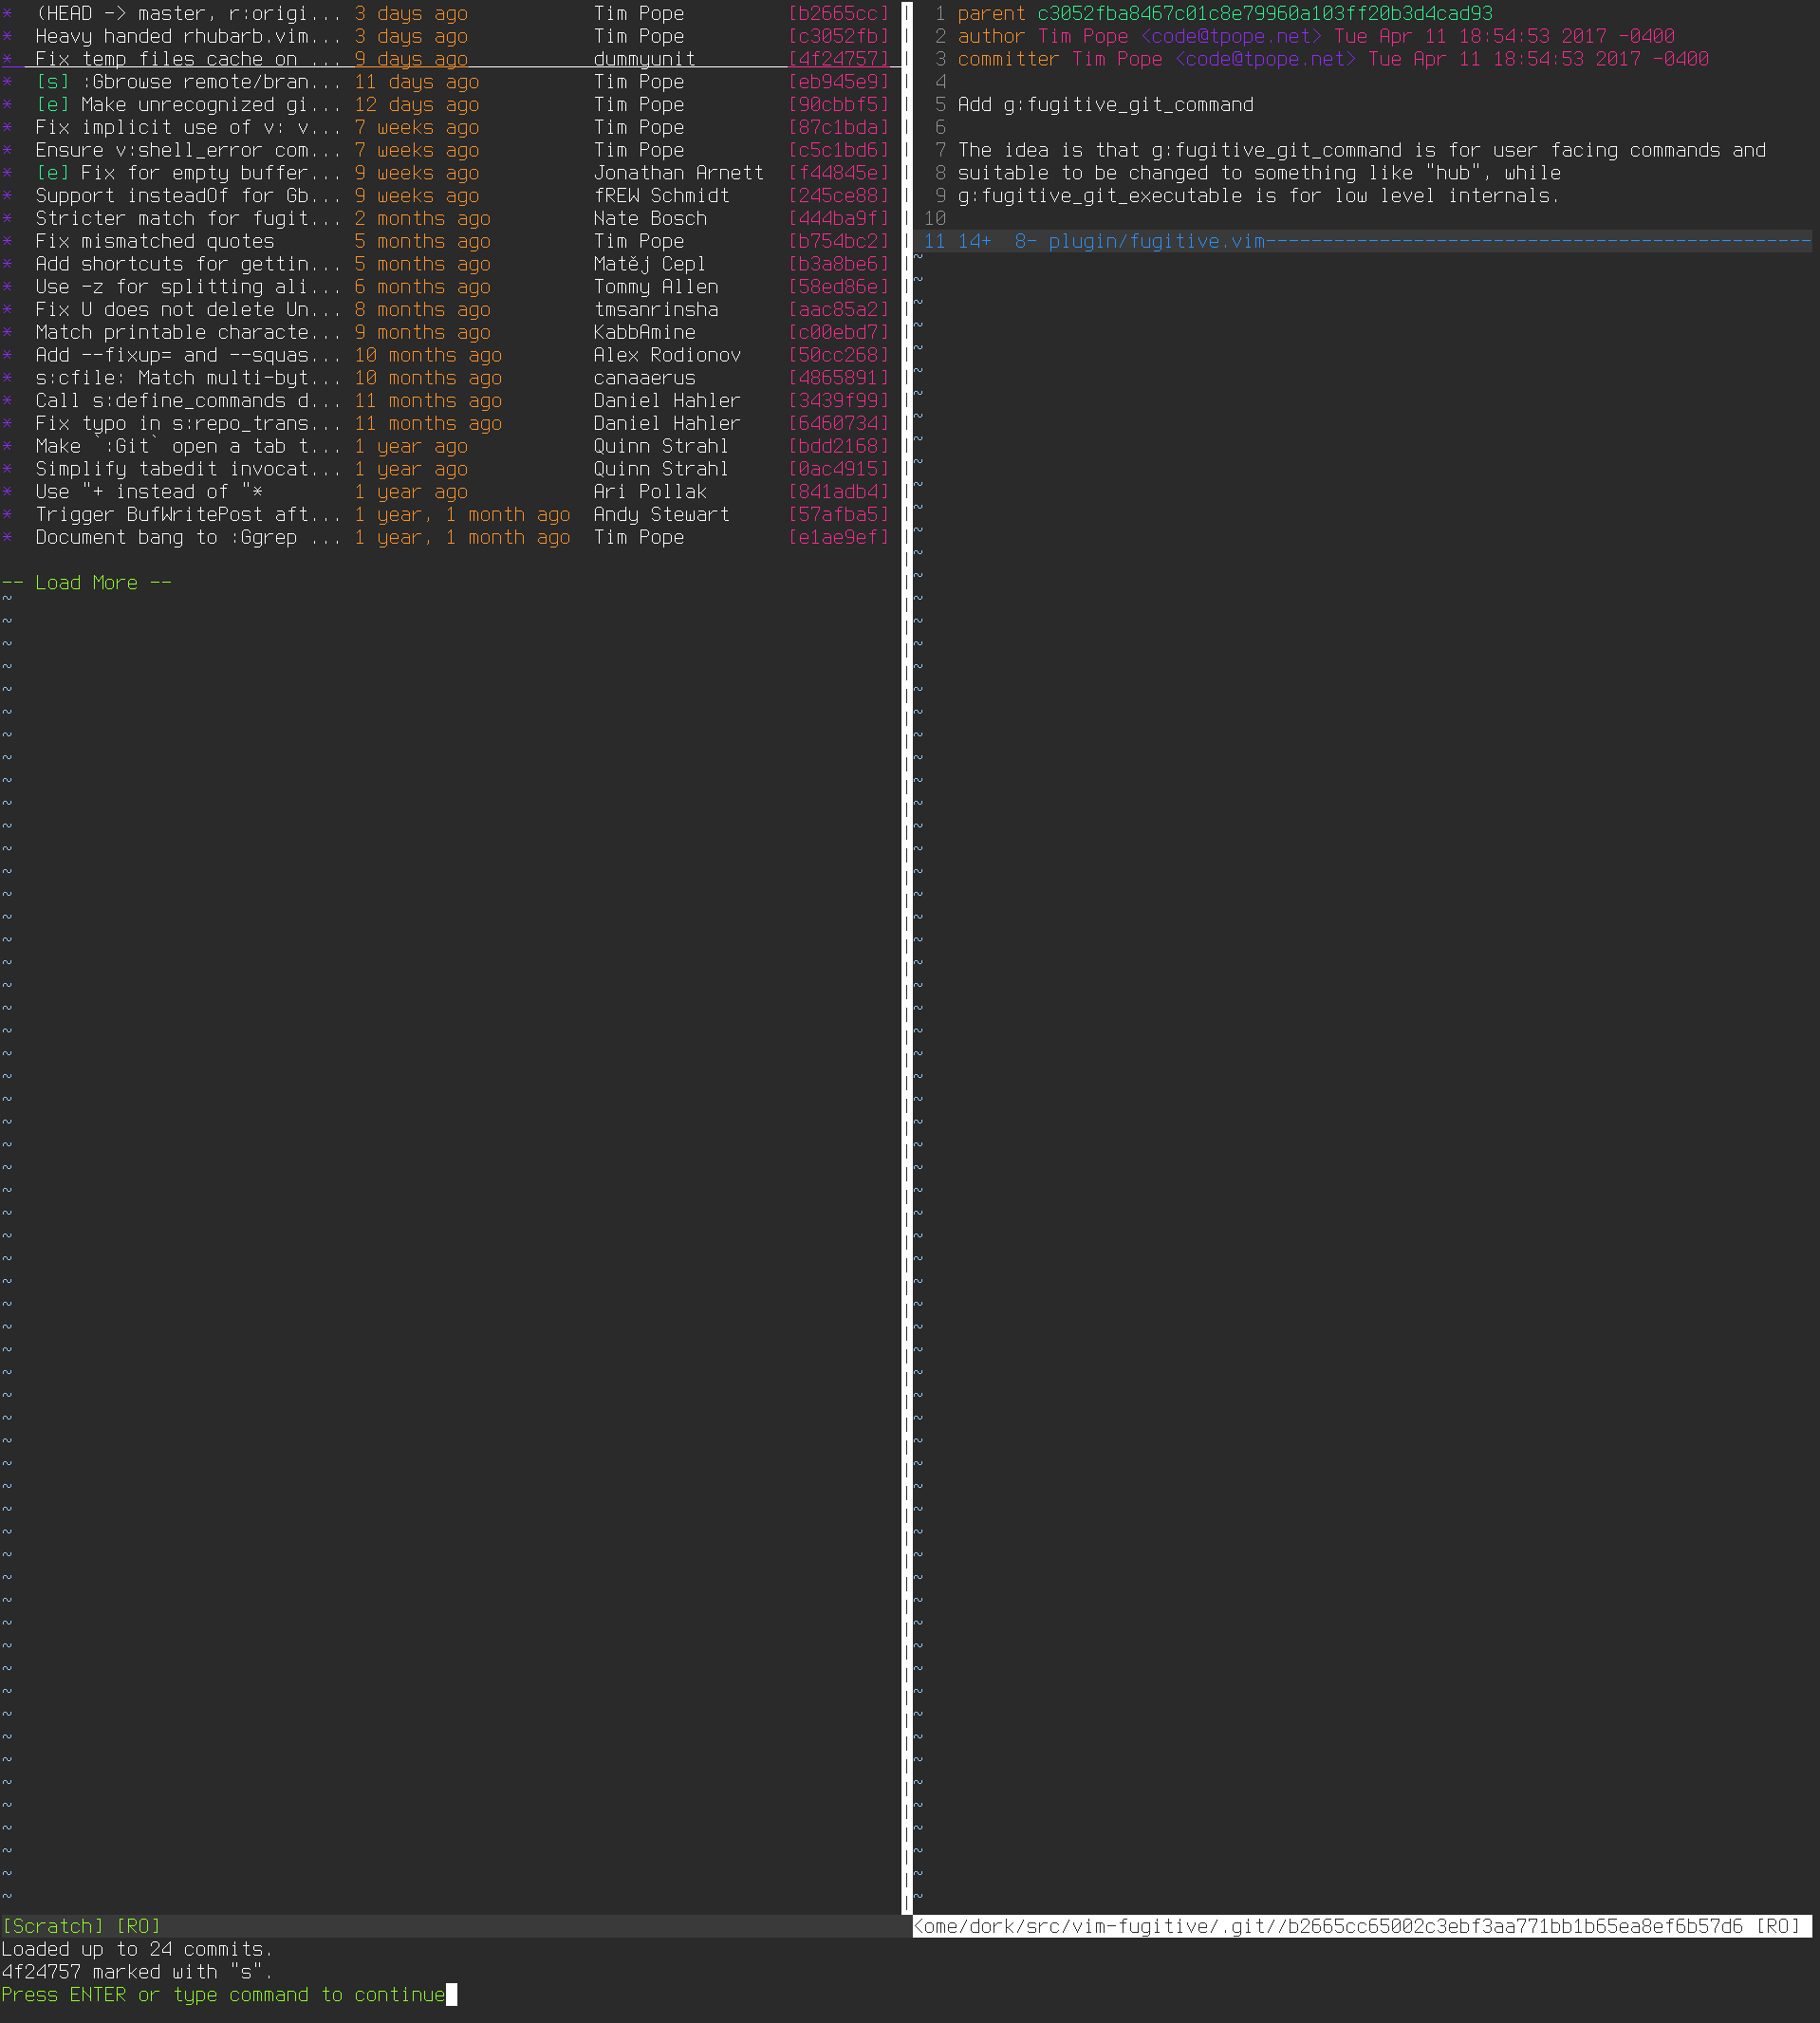 * (HEAD -> master, r:origi... 3 days ago Tim Pope [b2665cc]
* Heavy handed rhubarb.vim... 3 days ago Tim Pope [c3052fb]
* Fix temp files cache on ... 9 days ago dummyunit [4f24757]
* [s] :Gbrowse remote/bran... 11 days ago Tim Pope [eb945e9]
* [e] Make unrecognized gi... 12 days ago Tim Pope [90cbbf5]
* Fix implicit use of v: v... 7 weeks ago Tim Pope [87c1bda]
* Ensure v:shell_error com... 7 weeks ago Tim Pope [c5c1bd6]
* [e] Fix for empty buffer... 9 weeks ago Jonathan Arnett [f44845e]
* Support insteadOf for Gb... 9 weeks ago fREW Schmidt [245ce88]
* Stricter match for fugit... 2 months ago Nate Bosch [444ba9f]
* Fix mismatched quotes 5 months ago Tim Pope [b754bc2]
* Add shortcuts for gettin... 5 months ago Matěj Cepl [b3a8be6]
* Use -z for splitting ali... 6 months ago Tommy Allen [58ed86e]
* Fix U does not delete Un... 8 months ago tmsanrinsha [aac85a2]
* Match printable characte... 9 months ago KabbAmine [c00ebd7]
* Add --fixup= and --squas... 10 months ago Alex Rodionov [50cc268]
* s:cfile: Match multi-byt... 10 months ago canaaerus [4865891]
* Call s:define_commands d... 11 months ago Daniel Hahler [3439f99]
* Fix typo in s:repo_trans... 11 months ago Daniel Hahler [6460734]
* Make `:Git` open a tab t... 1 year ago Quinn Strahl [bdd2168]
* Simplify tabedit invocat... 1 year ago Quinn Strahl [0ac4915]
* Use "+ instead of "* 1 year ago Ari Pollak [841adb4]
* Trigger BufWritePost aft... 1 year, 1 month ago Andy Stewart [57afba5]
* Document bang to :Ggrep ... 1 year, 1 month ago Tim Pope [e1ae9ef]
-- Load More --
1 parent c3052fba8467c01c8e79960a103ff20b3d4cad93
2 author Tim Pope <code@tpope.net> Tue Apr 11 18:54:53 2017 -0400
3 committer Tim Pope <code@tpope.net> Tue Apr 11 18:54:53 2017 -0400
4
5 Add g:fugitive_git_command
6
7 The idea is that g:fugitive_git_command is for user facing commands and
8 suitable to be changed to something like "hub", while
9 g:fugitive_git_executable is for low level internals.
10
11 14+ 8- plugin/fugitive.vim------------------------------------------------
[Scratch] [RO]
<ome/dork/src/vim-fugitive/.git//b2665cc65002c3ebf3aa771bb1b65ea8ef6b57d6 [RO]
Loaded up to 24 commits.
4f24757 marked with "s".
Press ENTER or type command to continue